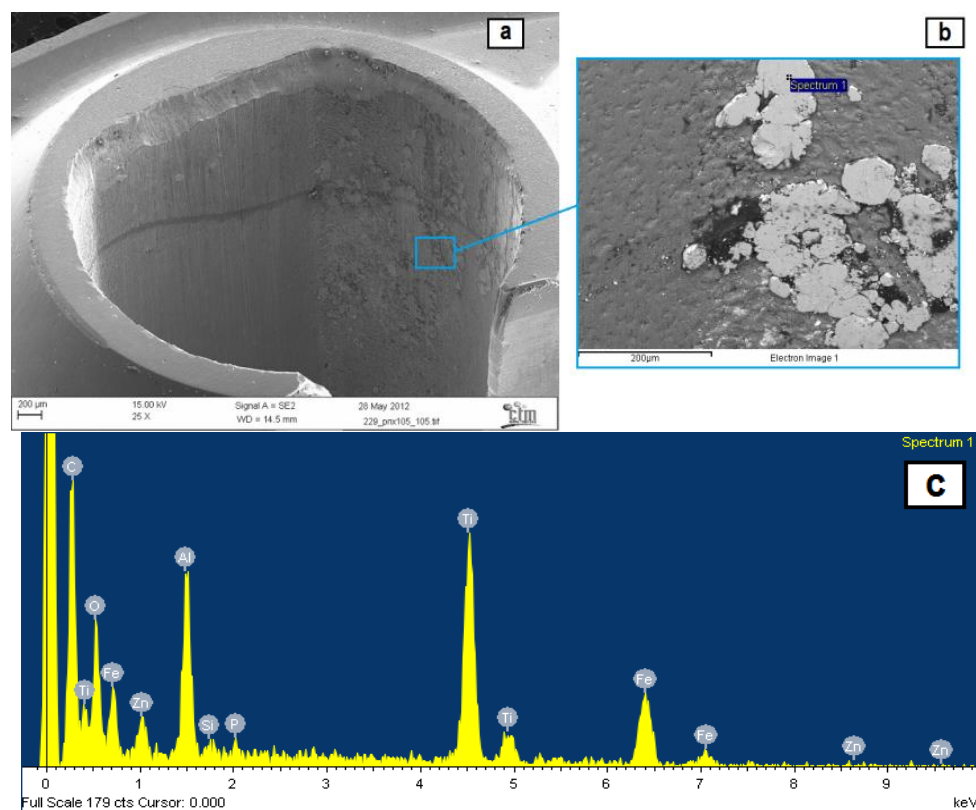 a
200 µm
15.00 kV
25 X
Signal A = SE2
WD = 14.5 mm
28 May 2012
229_pnx105_105.tif
ctm
b
Spectrum 1
200µm
Electron Image 1
Spectrum 1
C
C
O
Ti
Fe
Zn
Al
Si
P
Ti
Ti
Fe
Fe
Zn
Zn
0 1 2 3 4 5 6 7 8 9
Full Scale 179 cts Cursor: 0.000
keV